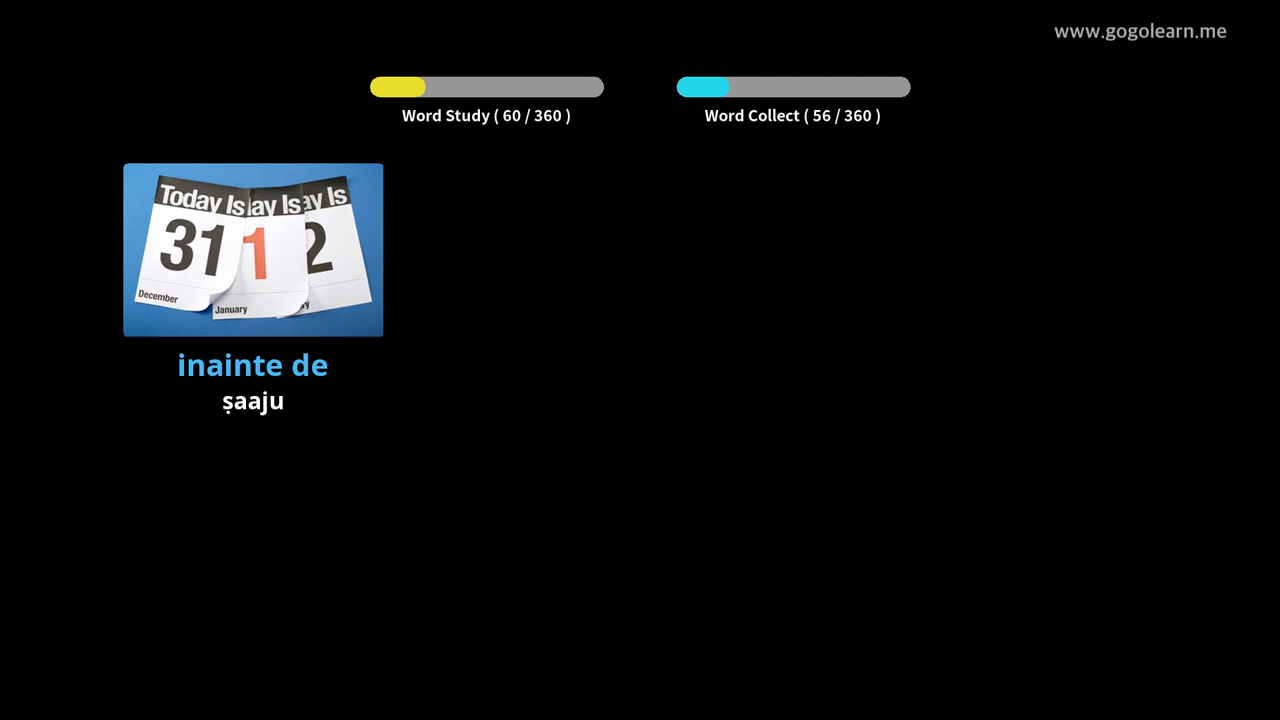 www.gogolearn.me
Word Study ( 60 / 360 )
Word Collect ( 56 / 360 )
Today Is
ay Is
ay Is
31
1
2
December
January
ry
inainte de
ṣaaju